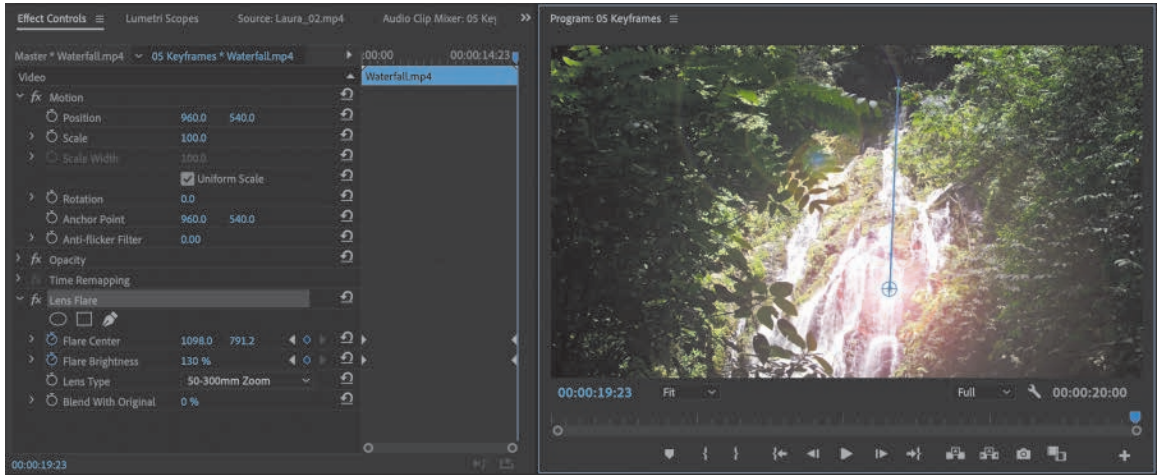 Effect Controls Lumetri Scopes Source: Laura_02.mp4 Audio Clip Mixer: 05 Key
Master * Waterfall.mp4 05 Keyframes * Waterfall.mp4
:00:00 00:00:14:23
Video
Waterfall.mp4
fx Motion
Position 960.0 540.0
Scale 100.0
Scale Width 100.0
Uniform Scale
Rotation 0.0
Anchor Point 960.0 540.0
Anti-flicker Filter 0.00
fx Opacity
fx Time Remapping
fx Lens Flare
Flare Center 1098.0 791.2
Flare Brightness 130 %
Lens Type 50-300mm Zoom
Blend With Original 0 %
00:00:19:23
Program: 05 Keyframes
00:00:19:23 Fit Full 00:00:20:00